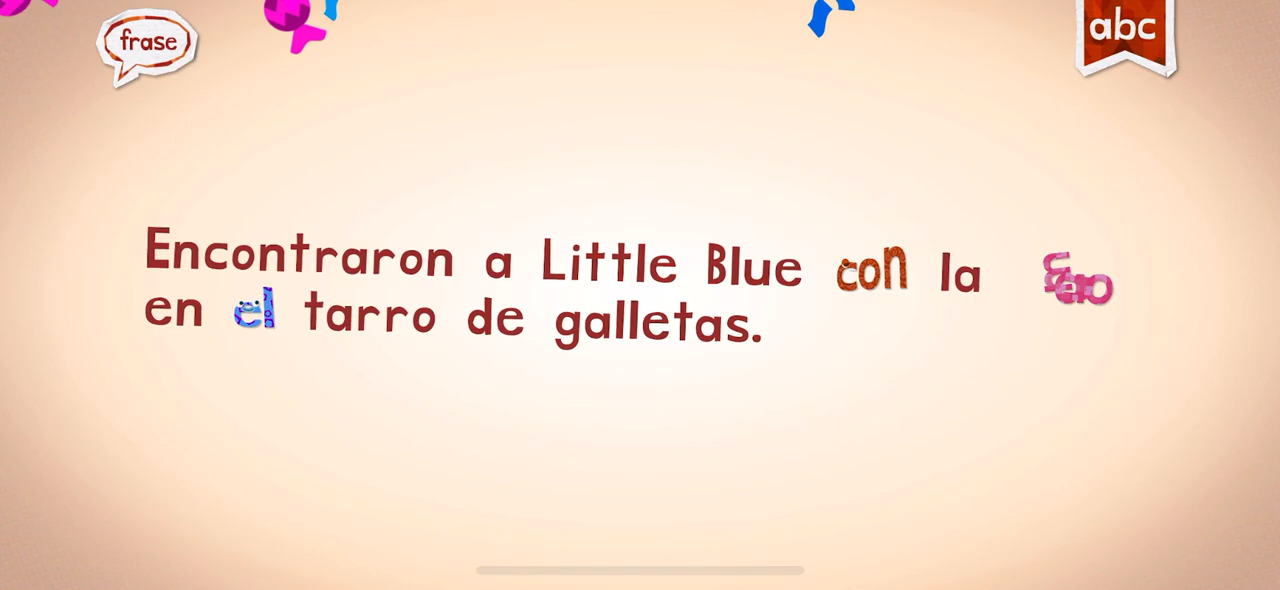 frase
abc
Encontraron a Little Blue con la
en el tarro de galletas.